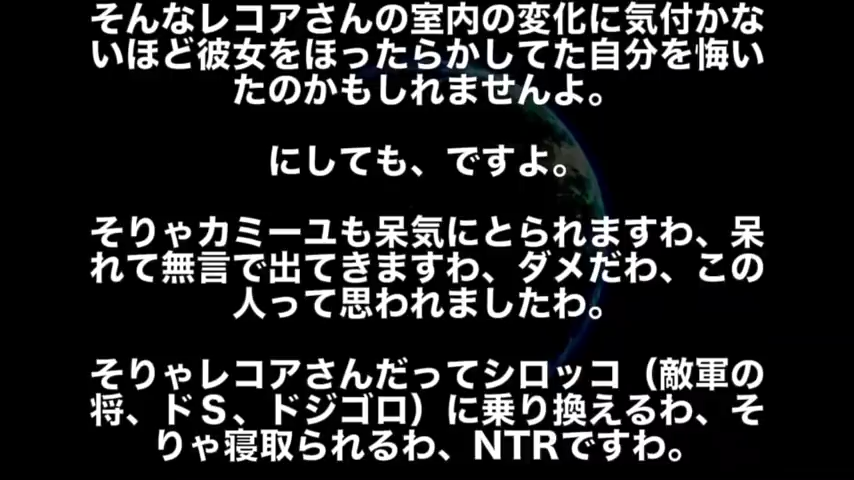 そんなレコアさんの室内の変化に気付かな
いほど彼女をほったらかしてた自分を悔い
たのかもしれませんよ。
にしても、ですよ。
そりゃカミーユも呆気にとられますわ、呆
れて無言で出てきますわ、ダメだわ、この
人って思われましたわ。
そりゃレコアさんだってシロッコ（敵軍の
将、ドＳ、ドジゴロ）に乗り換えるわ、そ
りゃ寝取られるわ、NTRですわ。